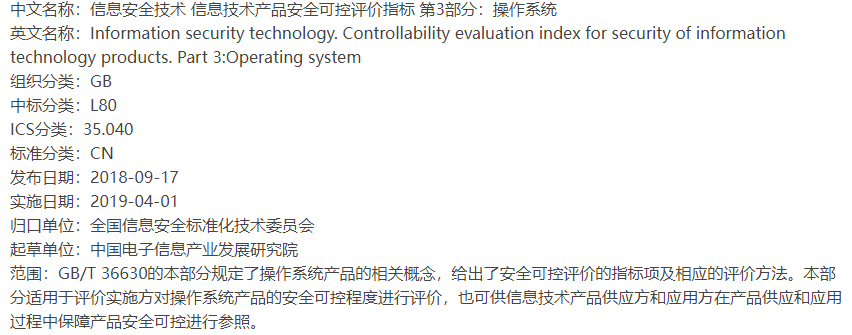 中文名称：信息安全技术 信息技术产品安全可控评价指标 第3部分：操作系统
英文名称：Information security technology. Controllability evaluation index for security of information
technology products. Part 3:Operating system
组织分类：GB
中标分类：L80
ICS分类：35.040
标准分类：CN
发布日期：2018-09-17
实施日期：2019-04-01
归口单位：全国信息安全标准化技术委员会
起草单位：中国电子信息产业发展研究院
范围：GB/T 36630的本部分规定了操作系统产品的相关概念，给出了安全可控评价的指标项及相应的评价方法。本部
分适用于评价实施方对操作系统产品的安全可控程度进行评价，也可供信息技术产品供应方和应用方在产品供应和应用
过程中保障产品安全可控进行参照。